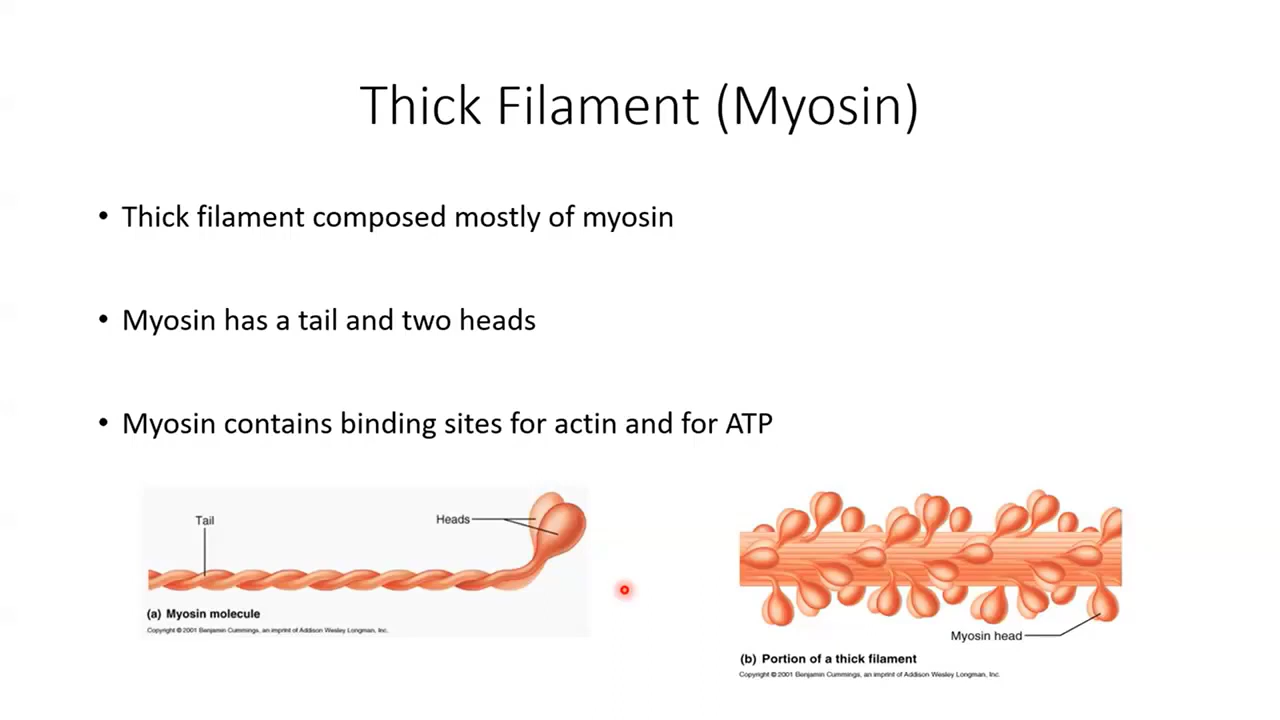 Thick Filament (Myosin)
• Thick filament composed mostly of myosin
• Myosin has a tail and two heads
• Myosin contains binding sites for actin and for ATP
Tail
Heads
(a) Myosin molecule
Copyright © 2001 Benjamin Cummings, an imprint of Addison Wesley Longman, Inc.
Myosin head
(b) Portion of a thick filament
Copyright © 2001 Benjamin Cummings, an imprint of Addison Wesley Longman, Inc.